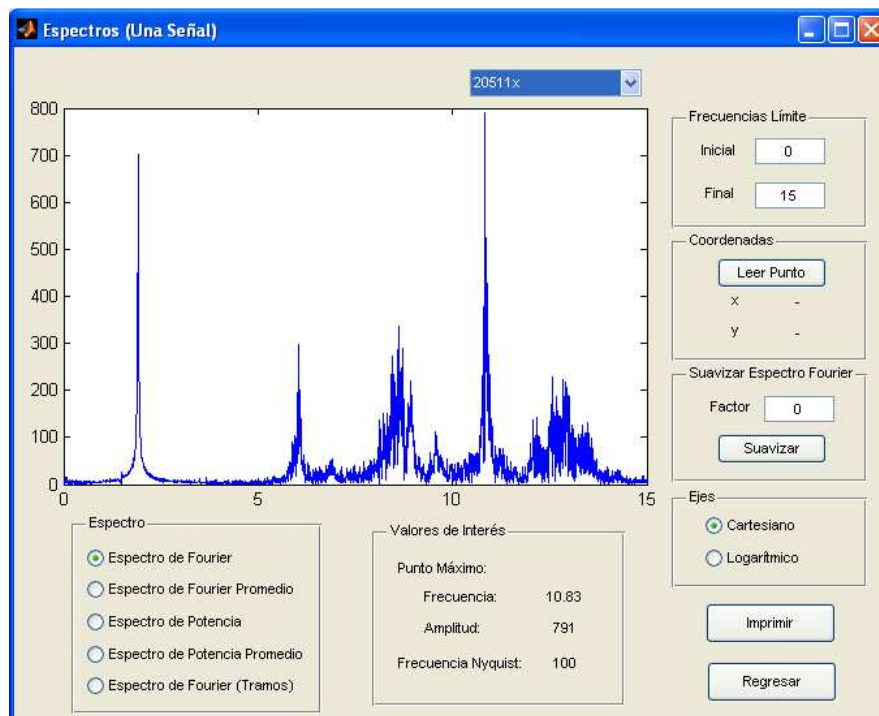 Espectros (Una Señal)
20511x
800
700
600
500
400
300
200
100
0
0 5 10 15
Frecuencias Límite
Inicial 0
Final 15
Coordenadas
Leer Punto
x -
y -
Suavizar Espectro Fourier
Factor 0
Suavizar
Ejes
Cartesiano
Logarítmico
Espectro
Espectro de Fourier
Espectro de Fourier Promedio
Espectro de Potencia
Espectro de Potencia Promedio
Espectro de Fourier (Tramos)
Valores de Interés
Punto Máximo:
Frecuencia: 10.83
Amplitud: 791
Frecuencia Nyquist: 100
Imprimir
Regresar